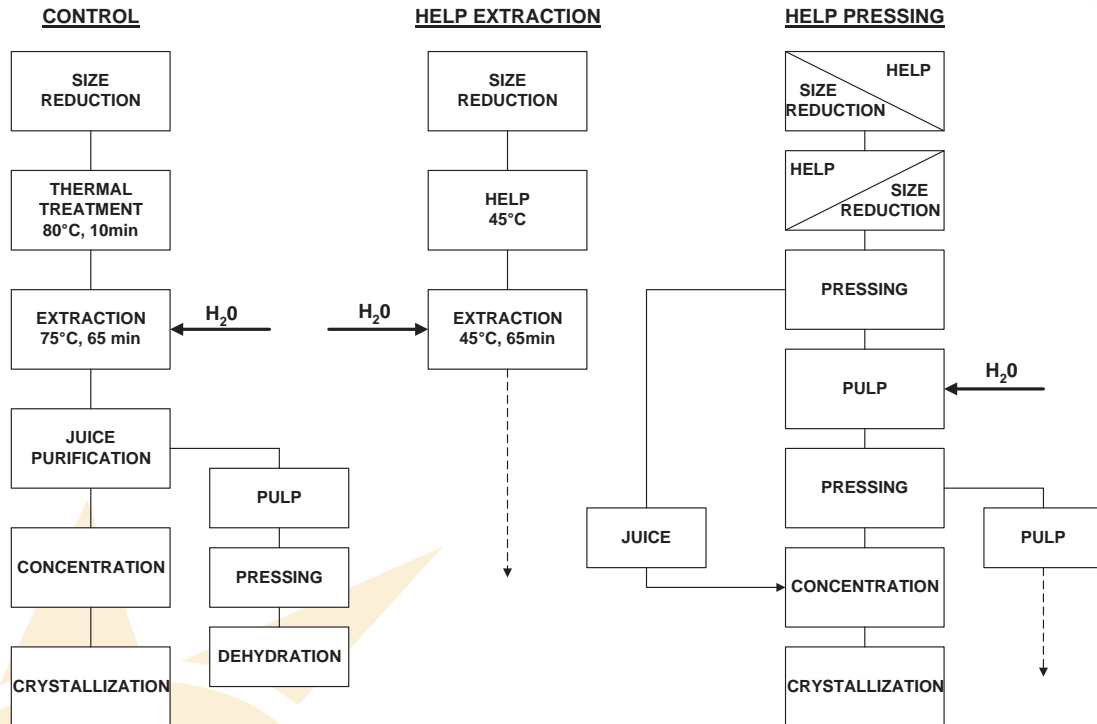 CONTROL
SIZE
REDUCTION
THERMAL
TREATMENT
80°C, 10min
EXTRACTION
75°C, 65 min
H₂0
JUICE
PURIFICATION
PULP
CONCENTRATION
PRESSING
DEHYDRATION
CRYSTALLIZATION
HELP EXTRACTION
SIZE
REDUCTION
HELP
45°C
H₂0
EXTRACTION
45°C, 65min
HELP PRESSING
HELP
SIZE
REDUCTION
HELP
SIZE
REDUCTION
PRESSING
PULP
H₂0
PRESSING
JUICE
PULP
CONCENTRATION
CRYSTALLIZATION